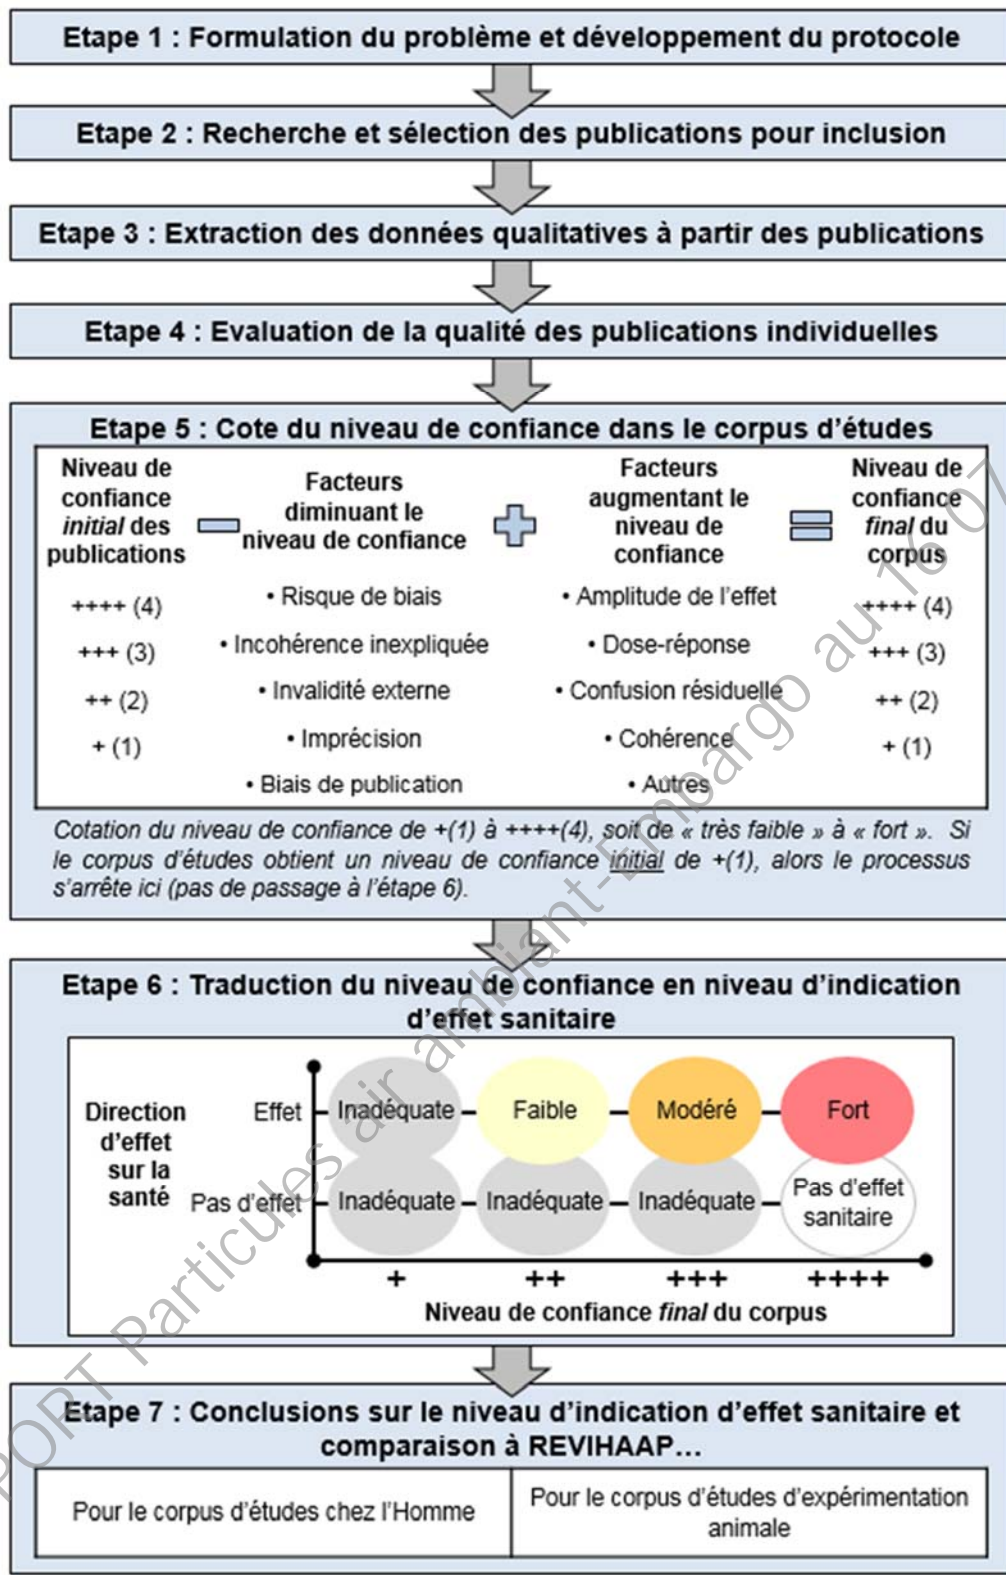 Etape 1 : Formulation du problème et développement du protocole
Etape 2 : Recherche et sélection des publications pour inclusion
Etape 3 : Extraction des données qualitatives à partir des publications
Etape 4 : Evaluation de la qualité des publications individuelles
Etape 5 : Cote du niveau de confiance dans le corpus d'études
Niveau de
confiance
initial des
publications
++++ (4)
+++ (3)
++ (2)
+ (1)
Facteurs
diminuant le
niveau de confiance
• Risque de biais
• Incohérence inexpliquée
• Invalidité externe
• Imprécision
• Biais de publication
Facteurs
augmentant le
niveau de
confiance
• Amplitude de l'effet
• Dose-réponse
• Confusion résiduelle
• Cohérence
• Autres
Niveau de
confiance
final du
corpus
++++ (4)
+++ (3)
++ (2)
+ (1)
Cotation du niveau de confiance de +(1) à ++++(4), soit de « très faible » à « fort ». Si
le corpus d'études obtient un niveau de confiance initial de +(1), alors le processus
s'arrête ici (pas de passage à l'étape 6).
Etape 6 : Traduction du niveau de confiance en niveau d'indication
d'effet sanitaire
Direction
d'effet
sur la
santé
Effet
Inadéquate
Faible
Modéré
Fort
Pas d'effet
Inadéquate
Inadéquate
Inadéquate
Pas d'effet
sanitaire
+
++
+++
++++
Niveau de confiance final du corpus
Etape 7 : Conclusions sur le niveau d'indication d'effet sanitaire et
comparaison à REVIHAAP…
Pour le corpus d'études chez l'Homme
Pour le corpus d'études d'expérimentation
animale
PORT Particules air ambiant-Embargo au 16 07